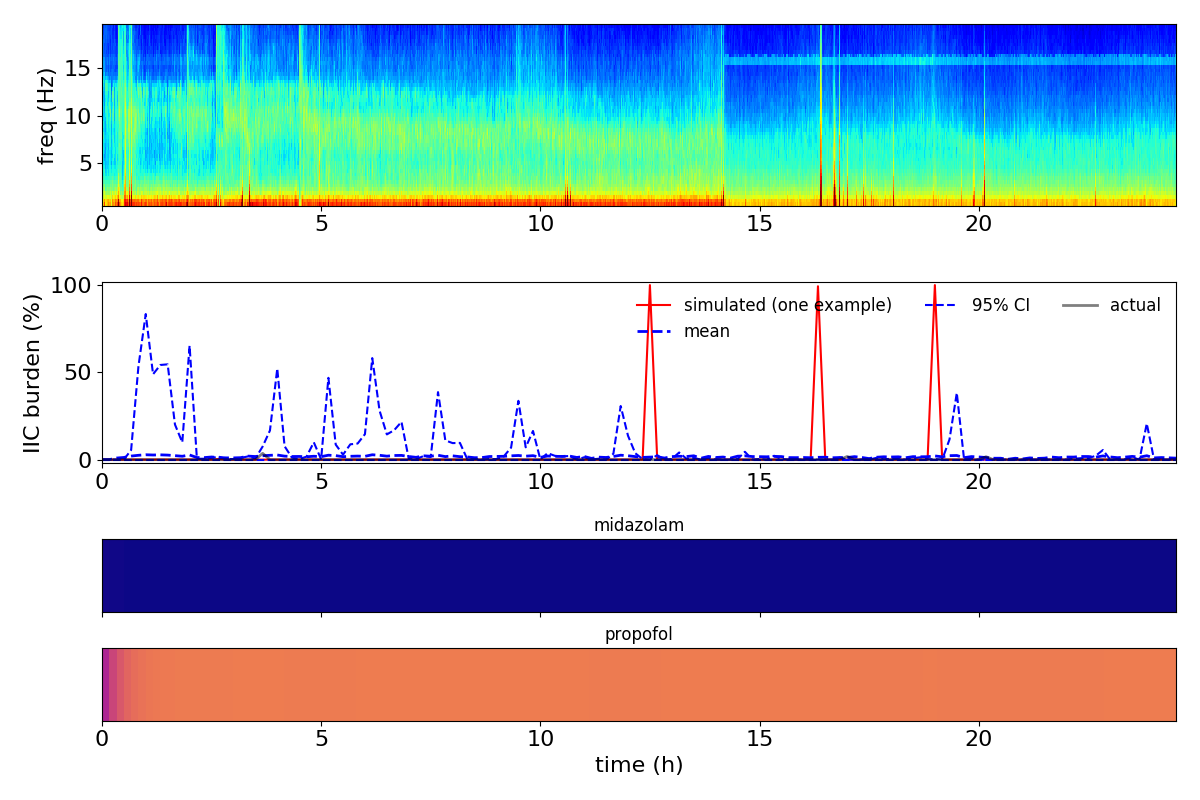 freq (Hz)
15
10
5
0 5 10 15 20
IIC burden (%)
100
50
0
simulated (one example) 95% CI actual
mean
0 5 10 15 20
midazolam
propofol
0 5 10 15 20
time (h)